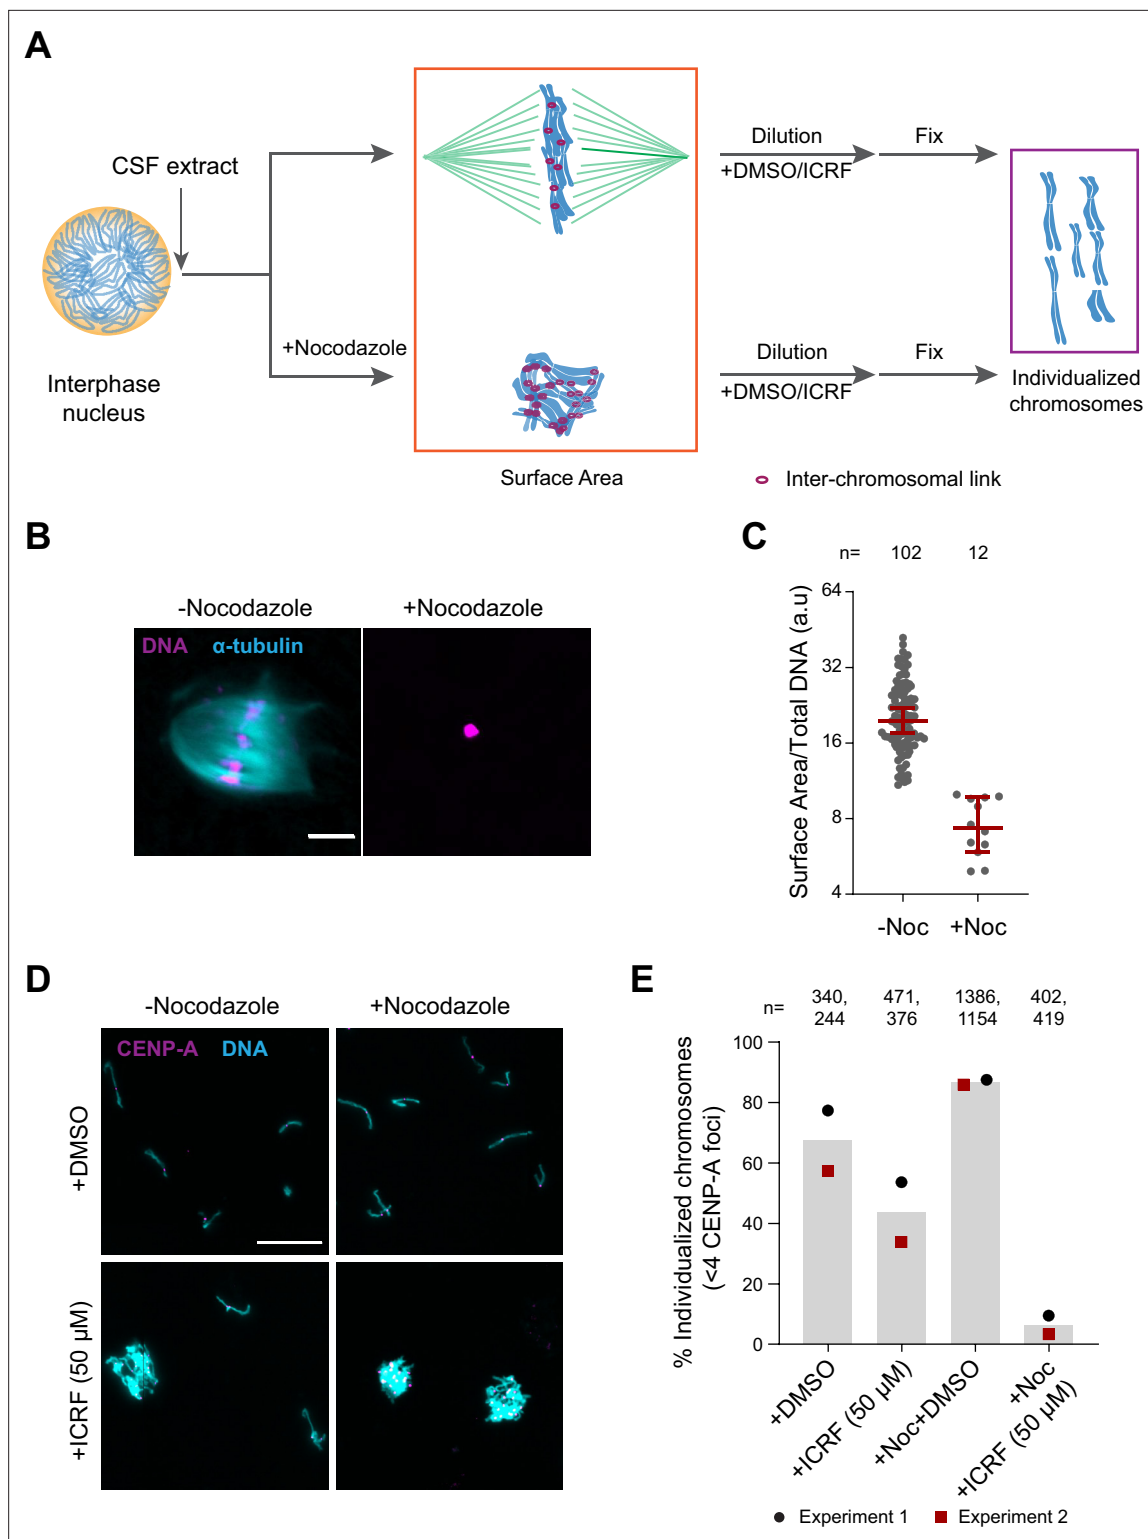 A
CSF extract
Interphase
nucleus
+Nocodazole
Surface Area
Dilution
+DMSO/ICRF
Fix
Dilution
+DMSO/ICRF
Fix
Individualized
chromosomes
Inter-chromosomal link
B
-Nocodazole
+Nocodazole
DNA α-tubulin
C
n= 102 12
Surface Area/Total DNA (a.u)
64
32
16
8
4
-Noc +Noc
D
-Nocodazole
+Nocodazole
CENP-A DNA
+DMSO
+ICRF (50 µM)
E
n= 340, 471, 1386, 402,
244 376 1154 419
% Individualized chromosomes
(<4 CENP-A foci)
100
80
60
40
20
0
+DMSO
+ICRF (50 µM)
+Noc+DMSO
+Noc
+ICRF (50 µM)
Experiment 1
Experiment 2